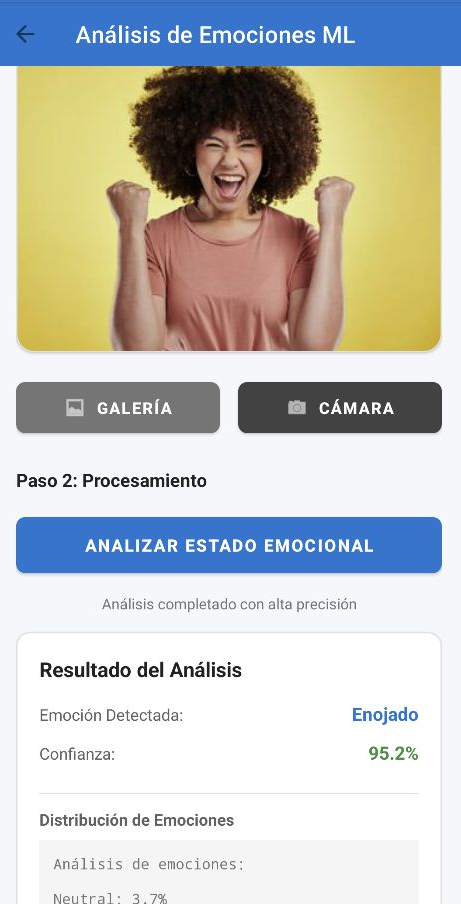 Análisis de Emociones ML
GALERÍA
CÁMARA
Paso 2: Procesamiento
ANALIZAR ESTADO EMOCIONAL
Análisis completado con alta precisión
Resultado del Análisis
Emoción Detectada: Enojado
Confianza: 95.2%
Distribución de Emociones
Análisis de emociones:
Neutral: 3.7%